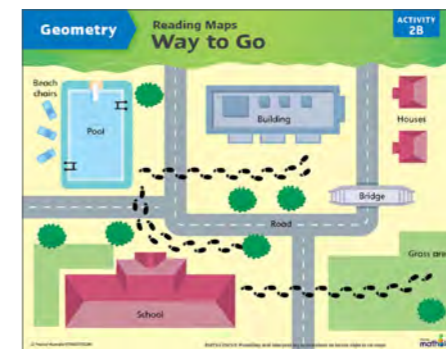 Geometry
Reading Maps
Way to Go
ACTIVITY
2B
Beach
chairs
Pool
Building
Houses
Bridge
Road
Grass area
School